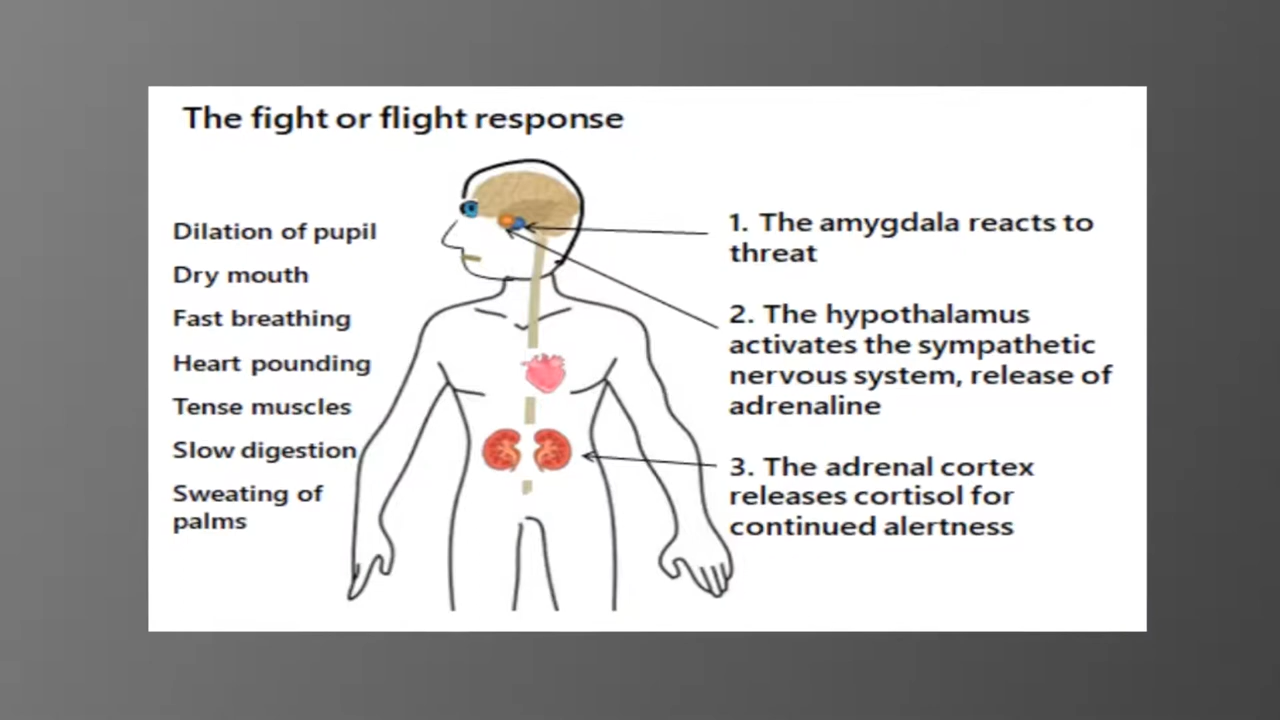 The fight or flight response
Dilation of pupil
Dry mouth
Fast breathing
Heart pounding
Tense muscles
Slow digestion
Sweating of
palms
1. The amygdala reacts to
threat
2. The hypothalamus
activates the sympathetic
nervous system, release of
adrenaline
3. The adrenal cortex
releases cortisol for
continued alertness